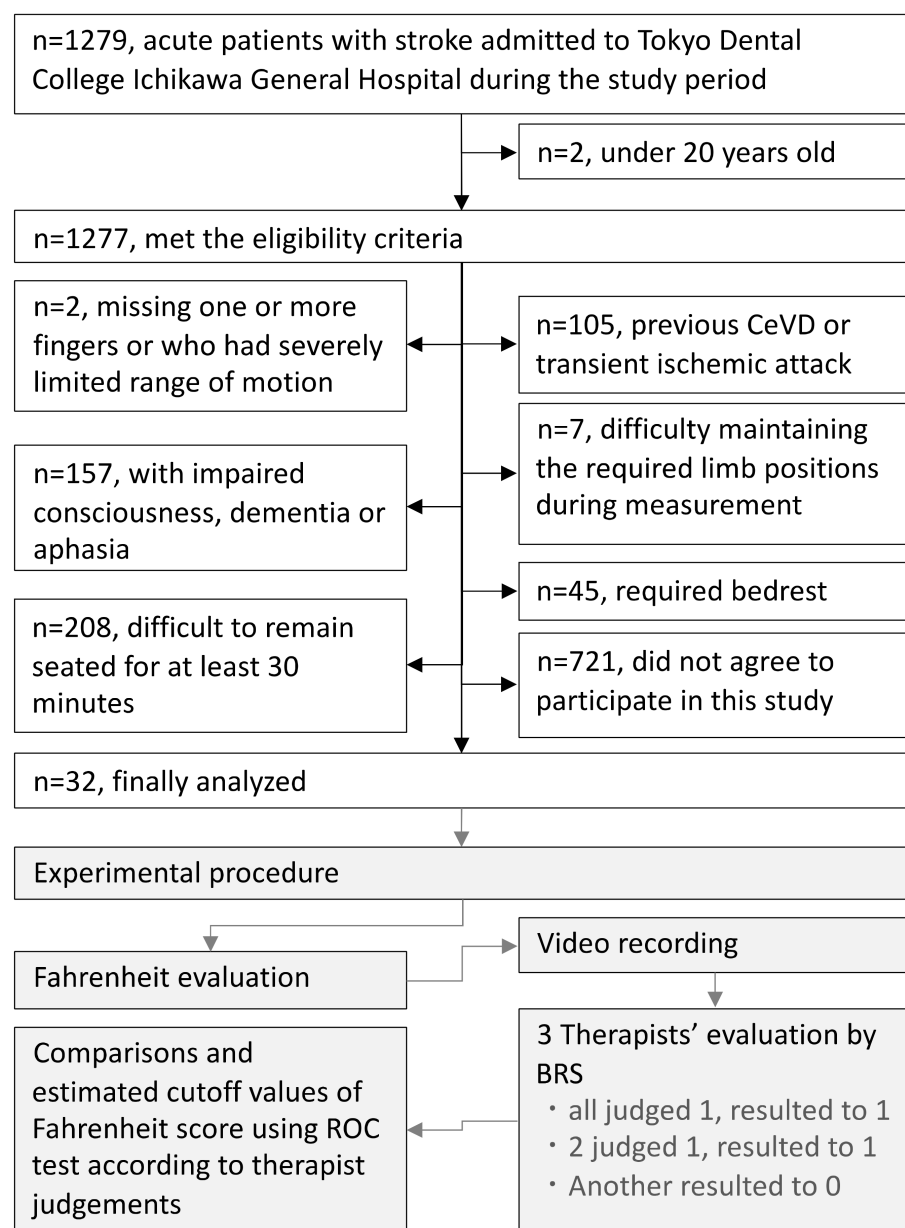 n=1279, acute patients with stroke admitted to Tokyo Dental
College Ichikawa General Hospital during the study period
n=2, under 20 years old
n=1277, met the eligibility criteria
n=2, missing one or more
fingers or who had severely
limited range of motion
n=105, previous CeVD or
transient ischemic attack
n=7, difficulty maintaining
the required limb positions
during measurement
n=157, with impaired
consciousness, dementia or
aphasia
n=45, required bedrest
n=208, difficult to remain
seated for at least 30
minutes
n=721, did not agree to
participate in this study
n=32, finally analyzed
Experimental procedure
Fahrenheit evaluation
Video recording
3 Therapists’ evaluation by
BRS
・all judged 1, resulted to 1
・2 judged 1, resulted to 1
・Another resulted to 0
Comparisons and
estimated cutoff values of
Fahrenheit score using ROC
test according to therapist
judgements